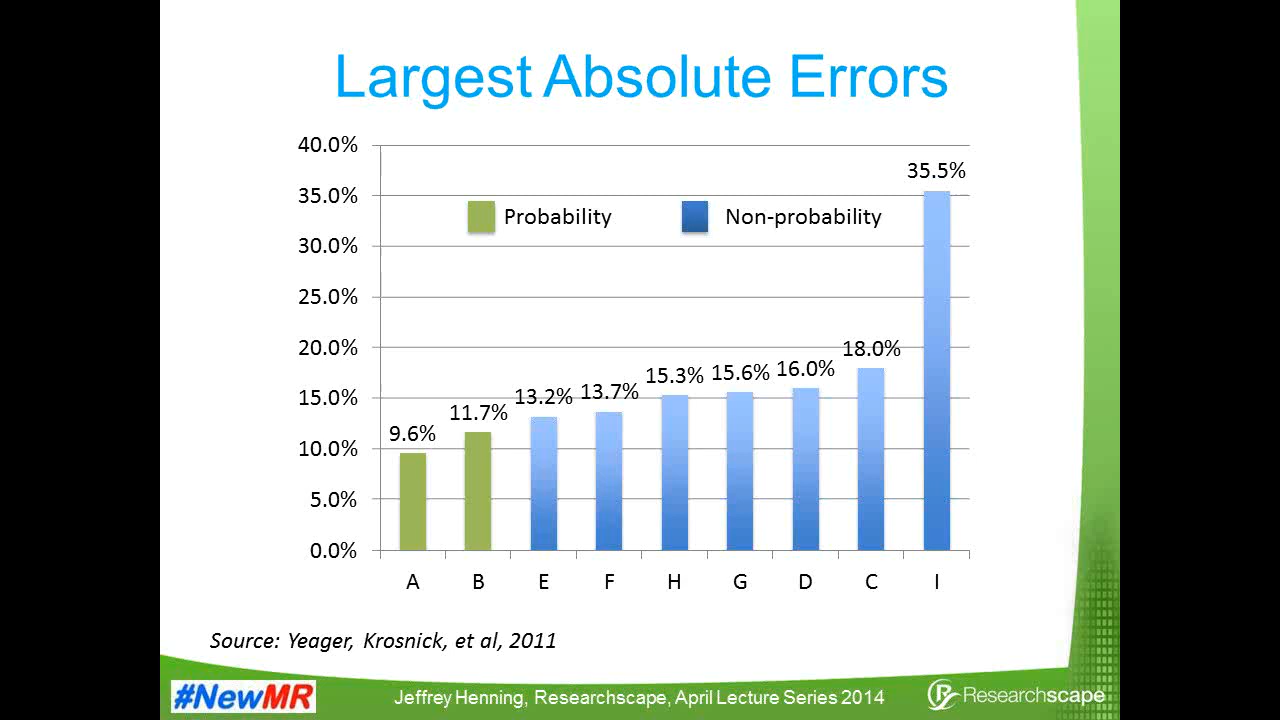 Largest Absolute Errors
40.0%
35.0%
30.0%
25.0%
20.0%
15.0%
10.0%
5.0%
0.0%
Probability
Non-probability
9.6%
11.7%
13.2%
13.7%
15.3%
15.6%
16.0%
18.0%
35.5%
A B E F H G D C I
Source: Yeager, Krosnick, et al, 2011
#NewMR
Jeffrey Henning, Researchscape, April Lecture Series 2014
Researchscape